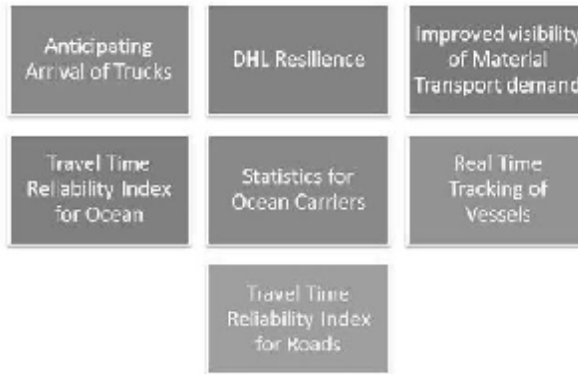 Anticipating
Arrival of Trucks
DHL Resilience
Improved visibility
of Material
Transport demand
Travel Time
Reliability Index
for Ocean
Statistics for
Ocean Carriers
Real Time
Tracking of
Vessels
Travel Time
Reliability Index
for Roads